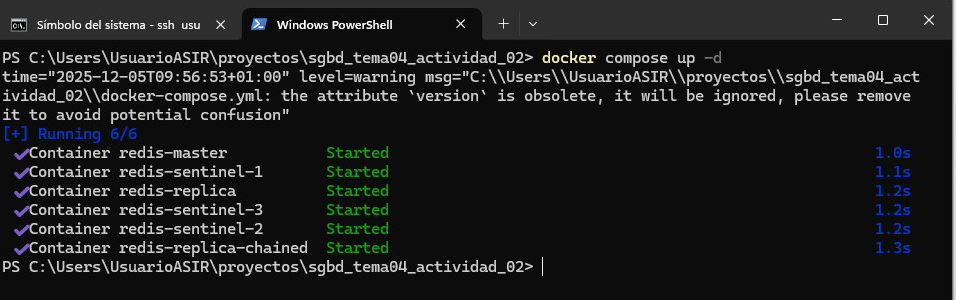 Símbolo del sistema - ssh usu
Windows PowerShell
PS C:\Users\UsuarioASIR\proyectos\sgbd_tema04_actividad_02> docker compose up -d
time="2025-12-05T09:56:53+01:00" level=warning msg="C:\\Users\\UsuarioASIR\\proyectos\\sgbd_tema04_act
ividad_02\\docker-compose.yml: the attribute `version` is obsolete, it will be ignored, please remove
it to avoid potential confusion"
[+] Running 6/6
✔Container redis-master Started 1.0s
✔Container redis-sentinel-1 Started 1.1s
✔Container redis-replica Started 1.2s
✔Container redis-sentinel-3 Started 1.2s
✔Container redis-sentinel-2 Started 1.2s
✔Container redis-replica-chained Started 1.3s
PS C:\Users\UsuarioASIR\proyectos\sgbd_tema04_actividad_02>